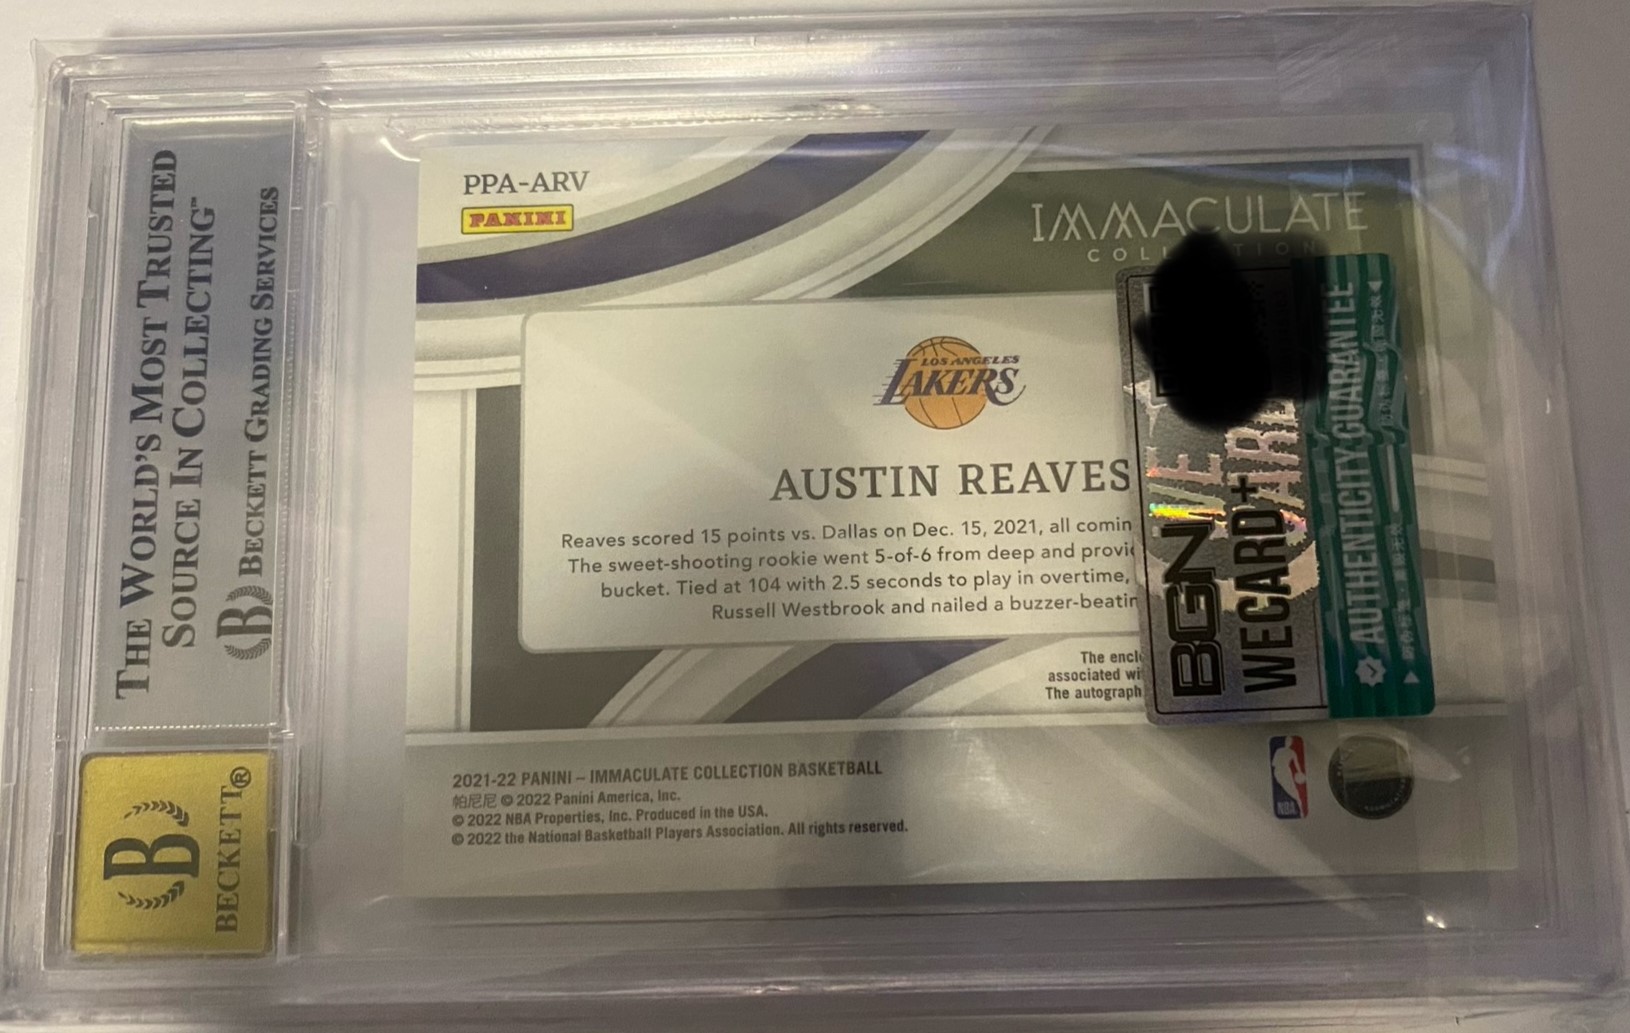 THE WORLD'S MOST TRUSTED
SOURCE IN COLLECTING™
BECKETT GRADING SERVICES
B
BECKETT®
PPA-ARV
PANINI
IMMACULATE
LOS ANGELES
LAKERS
AUSTIN REAVES
Reaves scored 15 points vs. Dallas on Dec. 15, 2021, all comin
The sweet-shooting rookie went 5-of-6 from deep and provi
bucket. Tied at 104 with 2.5 seconds to play in overtime,
Russell Westbrook and nailed a buzzer-beatin
The encl
associated wi
The autograph
BGN
WECARD+
AUTHENTICITY GUARANTEE
2021-22 PANINI – IMMACULATE COLLECTION BASKETBALL
帕尼尼 © 2022 Panini America, Inc.
© 2022 NBA Properties, Inc. Produced in the USA.
© 2022 the National Basketball Players Association. All rights reserved.
NBA